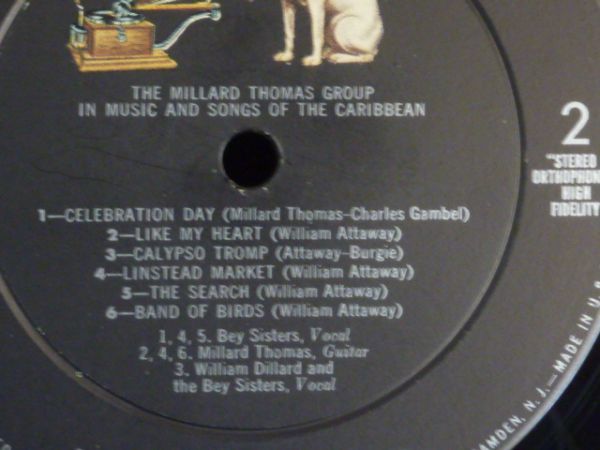 THE MILLARD THOMAS GROUP
IN MUSIC AND SONGS OF THE CARIBBEAN
2
"STEREO
ORTHOPHON
HIGH
FIDELITY
1—CELEBRATION DAY (Millard Thomas–Charles Gambel)
2—LIKE MY HEART (William Attaway)
3—CALYPSO TROMP (Attaway–Burgie)
4—LINSTEAD MARKET (William Attaway)
5—THE SEARCH (William Attaway)
6—BAND OF BIRDS (William Attaway)
1, 4, 5. Bey Sisters, Vocal
2, 4, 6. Millard Thomas, Guitar
3. William Dillard and
the Bey Sisters, Vocal
AMDEN, N. J.—MADE IN U.S.